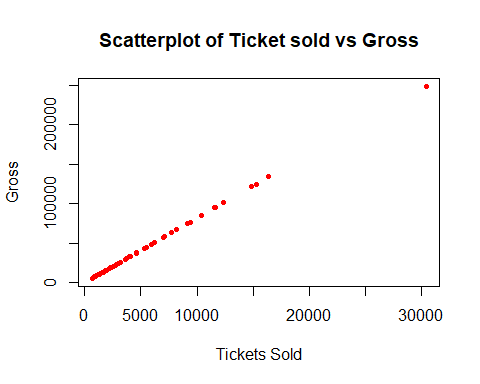 Scatterplot of Ticket sold vs Gross
Gross
200000
100000
0
0 5000 10000 20000 30000
Tickets Sold